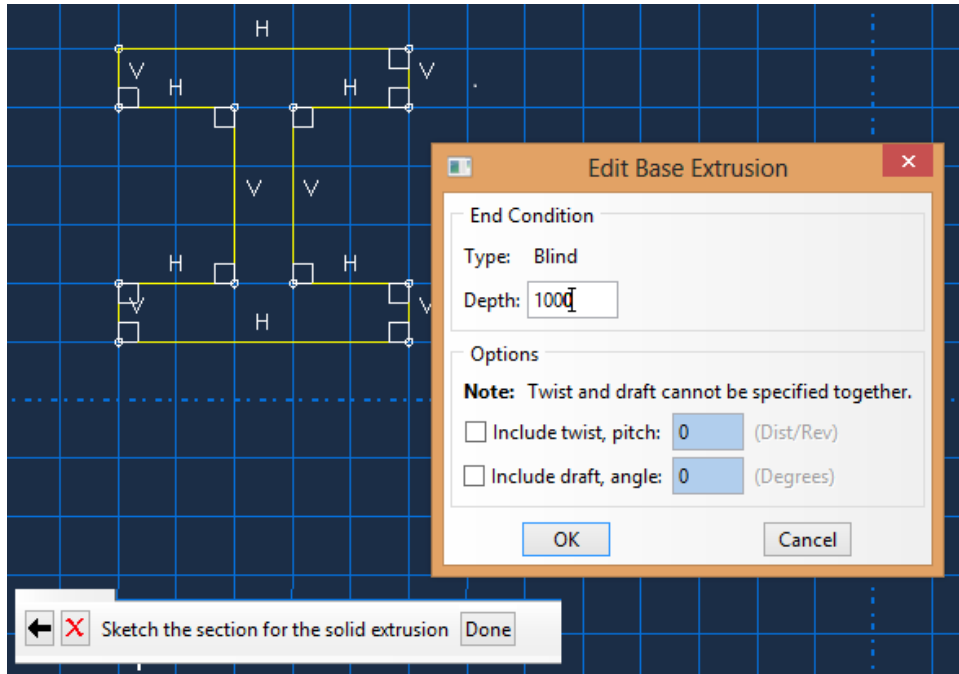 H
V
V
H
H
V
V
H
H
V
V
H
Edit Base Extrusion
End Condition
Type: Blind
Depth: 1000
Options
Note: Twist and draft cannot be specified together.
Include twist, pitch: 0 (Dist/Rev)
Include draft, angle: 0 (Degrees)
OK Cancel
Sketch the section for the solid extrusion Done